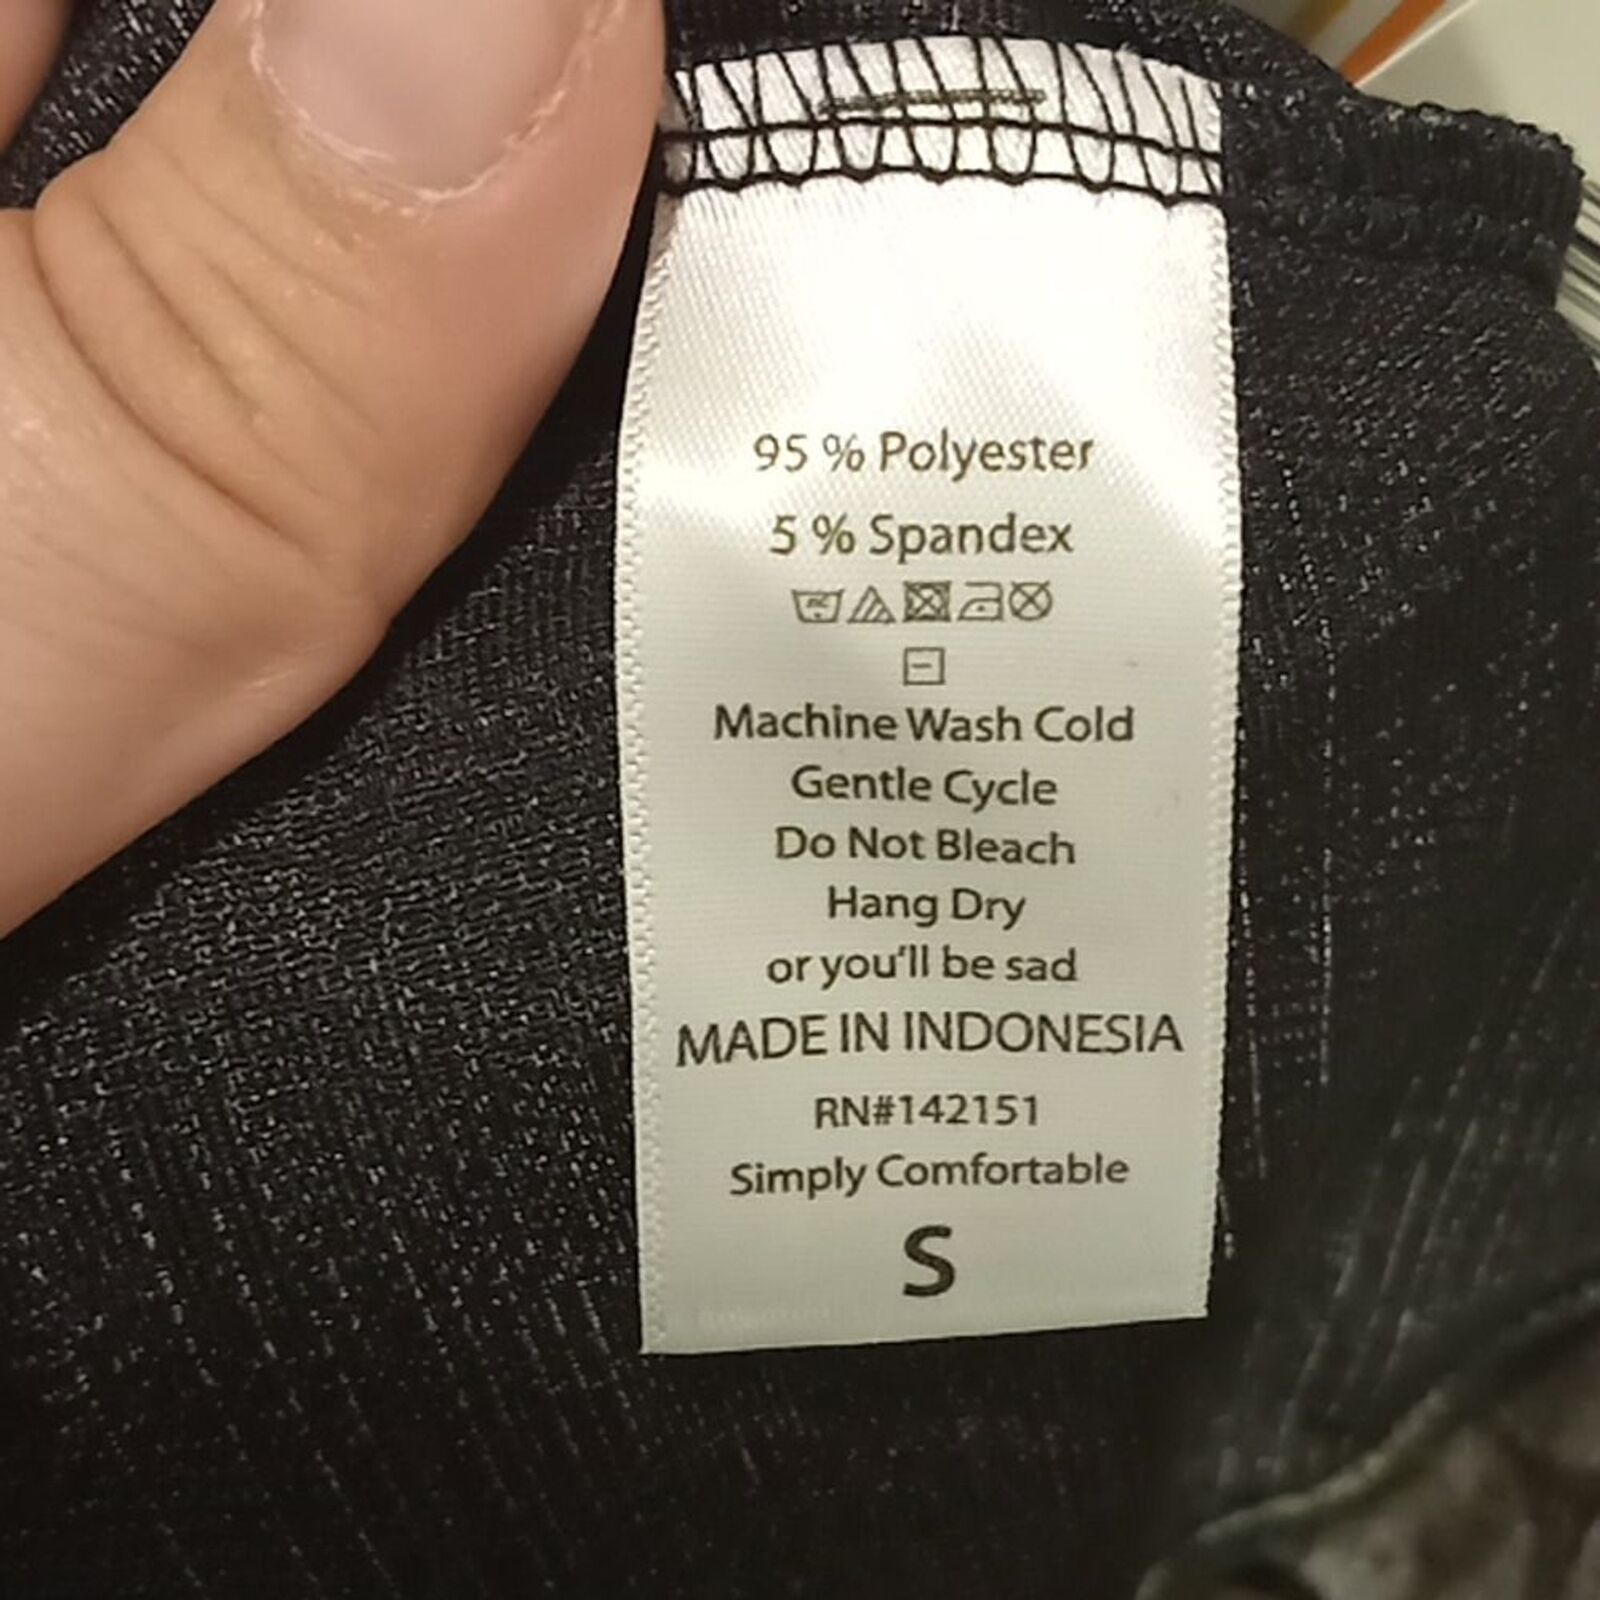 95 % Polyester
5 % Spandex
Machine Wash Cold
Gentle Cycle
Do Not Bleach
Hang Dry
or you'll be sad
MADE IN INDONESIA
RN#142151
Simply Comfortable
S